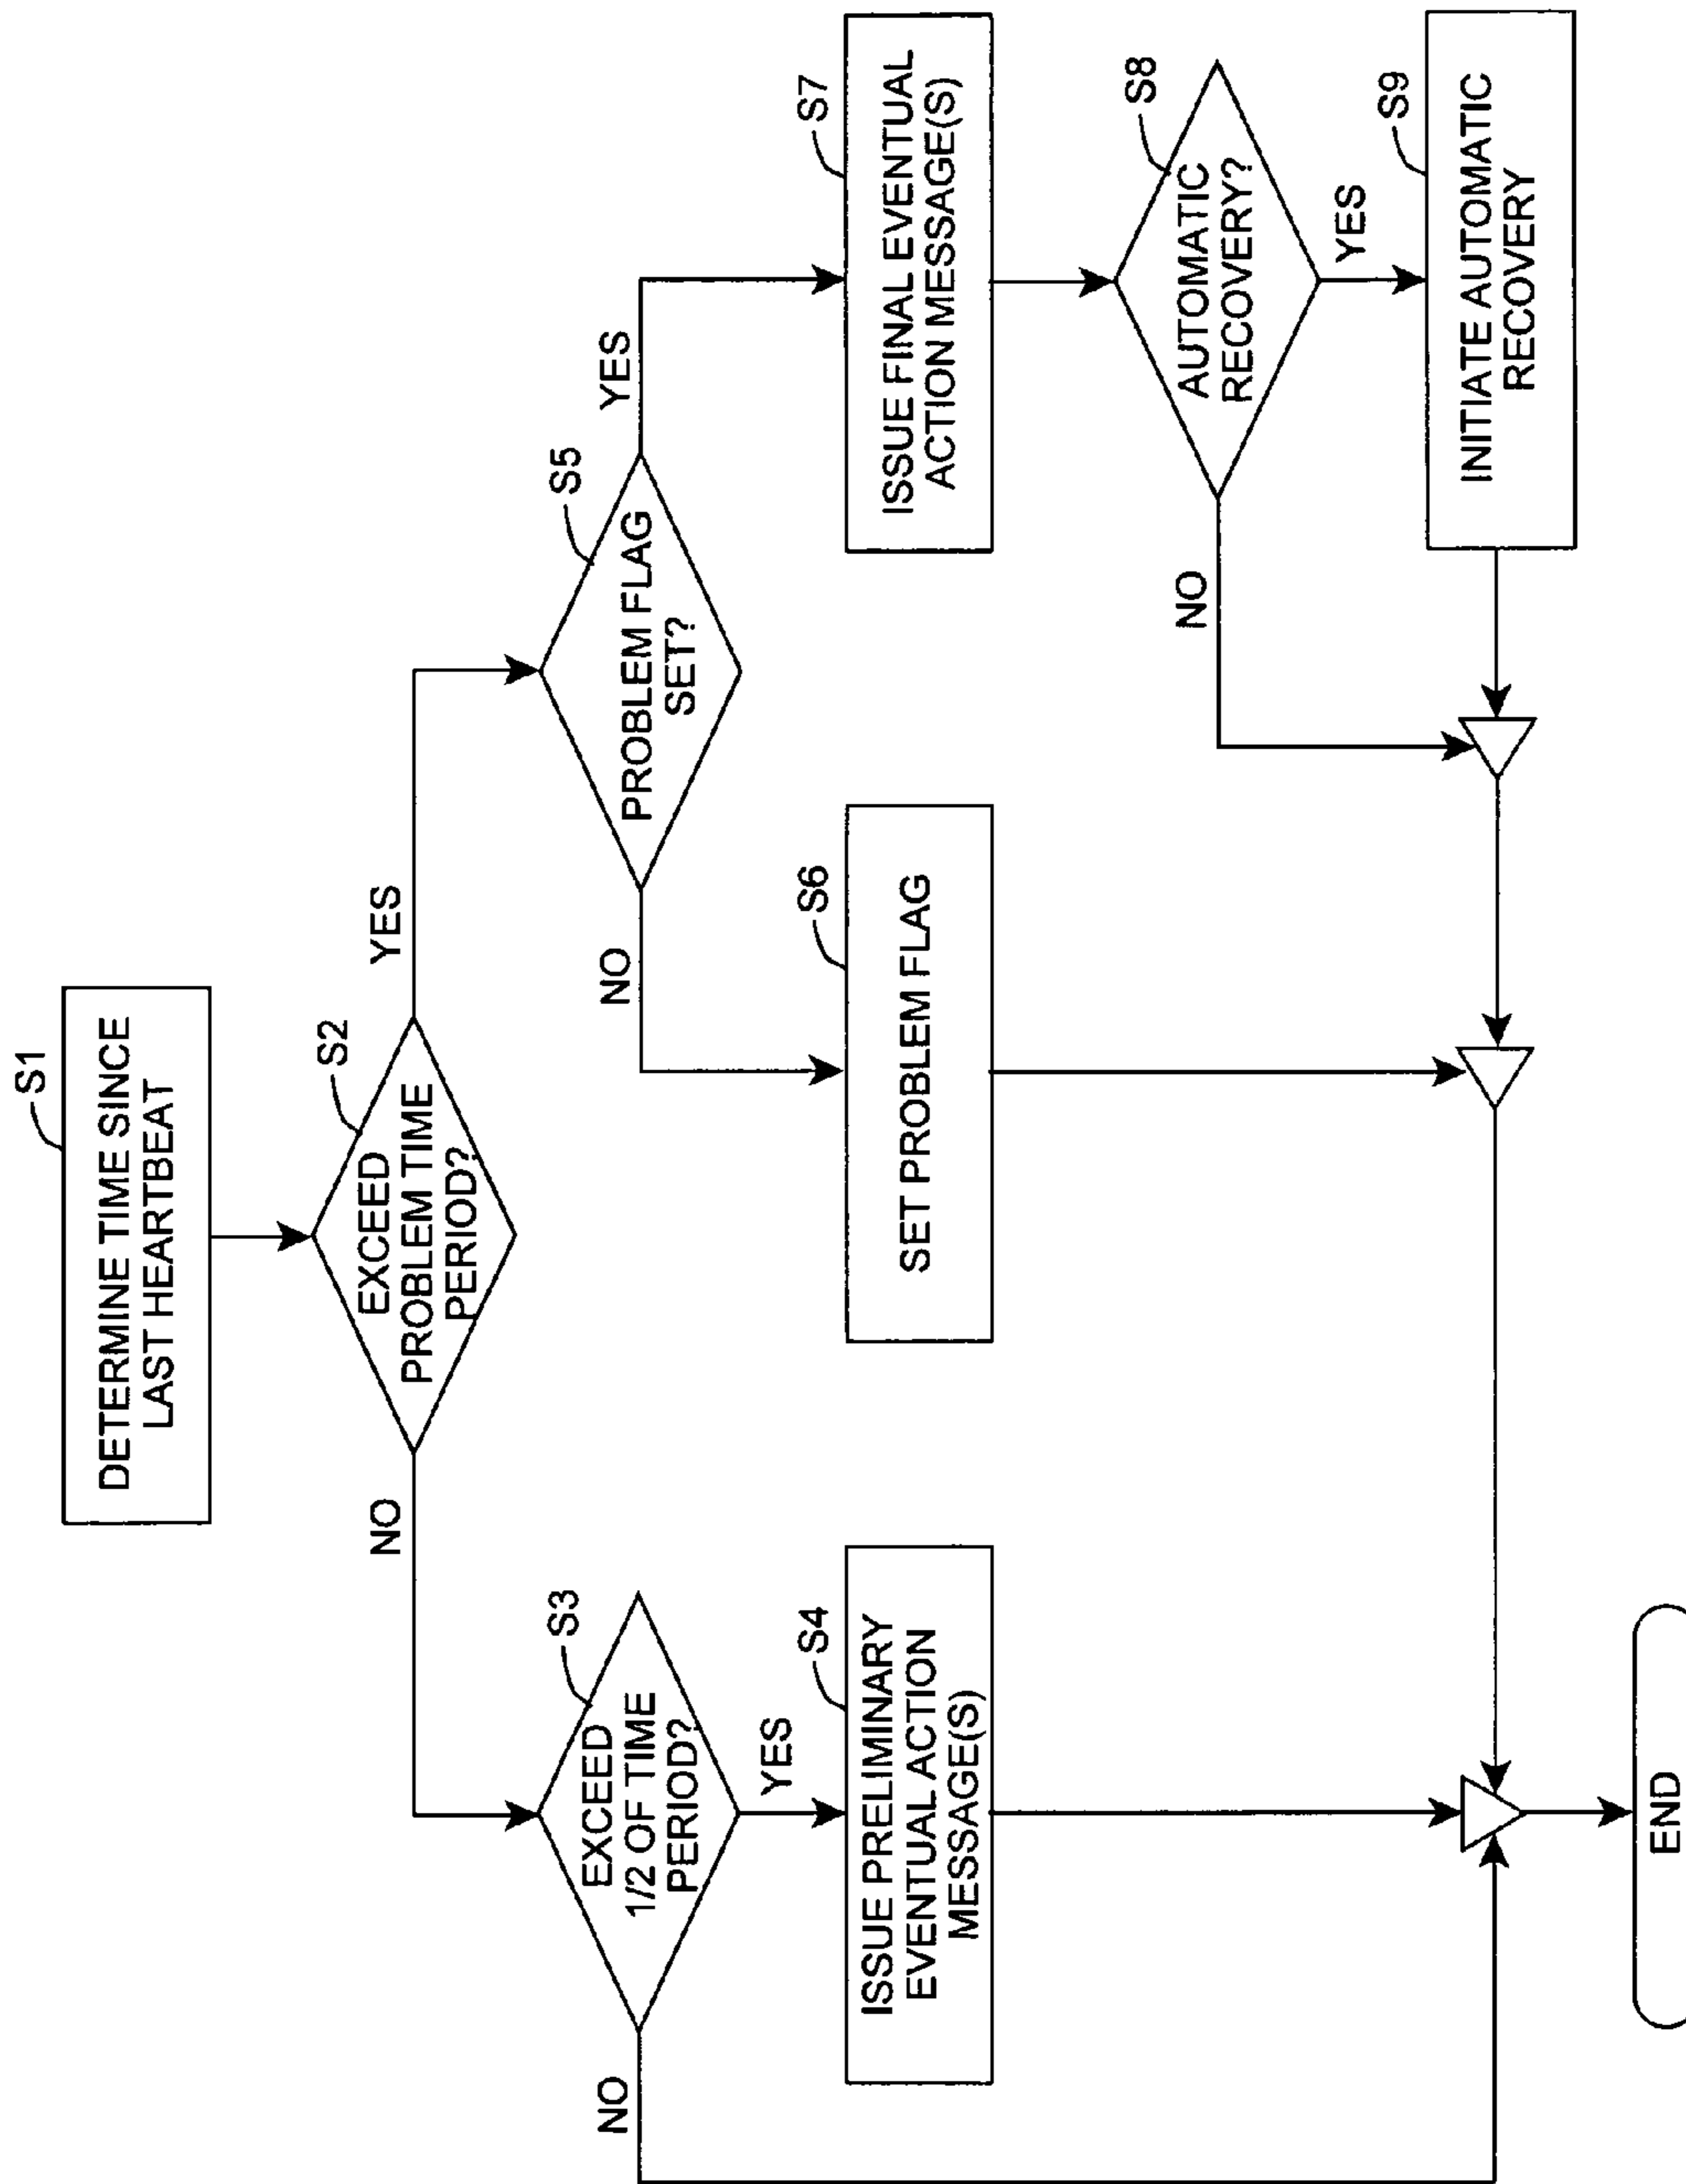 S1
DETERMINE TIME SINCE
LAST HEARTBEAT
S2
EXCEED
PROBLEM TIME
PERIOD?
NO
YES
S3
EXCEED
1/2 OF TIME
PERIOD?
NO
YES
S4
ISSUE PRELIMINARY
EVENTUAL ACTION
MESSAGE(S)
S5
PROBLEM FLAG
SET?
NO
YES
S6
SET PROBLEM FLAG
S7
ISSUE FINAL EVENTUAL
ACTION MESSAGE(S)
S8
AUTOMATIC
RECOVERY?
NO
YES
S9
INITIATE AUTOMATIC
RECOVERY
END